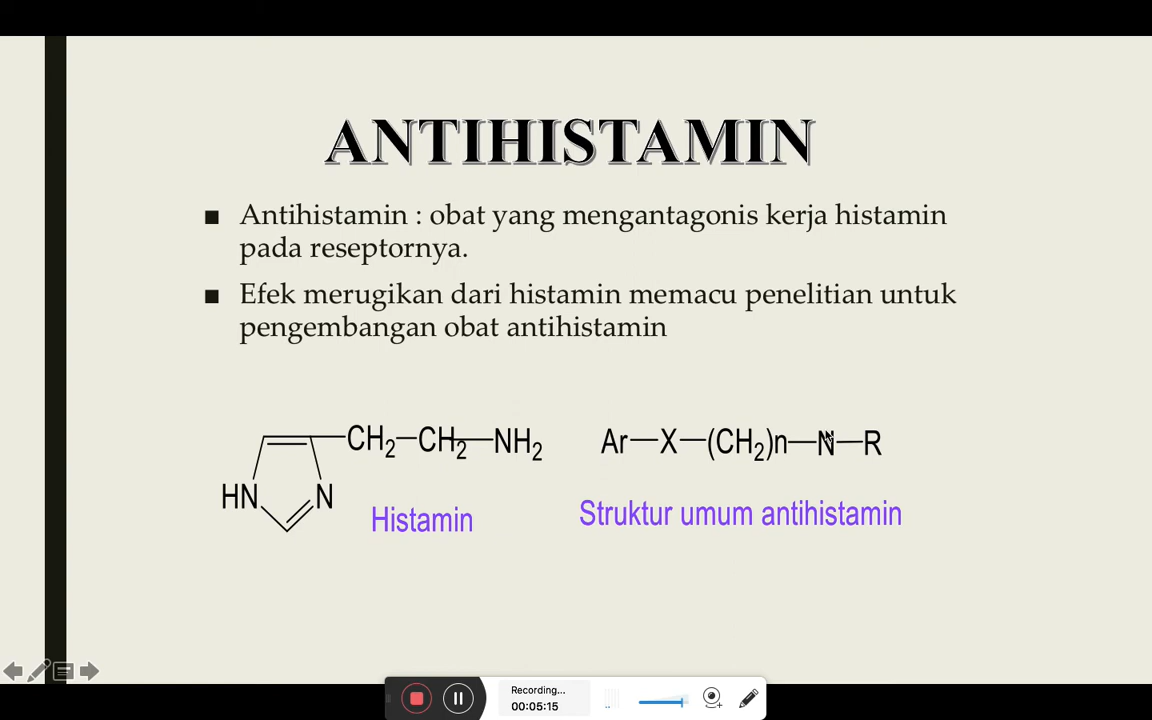 ANTIHISTAMIN
■ Antihistamin : obat yang mengantagonis kerja histamin
pada reseptornya.
■ Efek merugikan dari histamin memacu penelitian untuk
pengembangan obat antihistamin
CH2—CH2—NH2
HN
N
Histamin
Ar—X—(CH2)n—N—R
Struktur umum antihistamin
Recording...
00:05:15